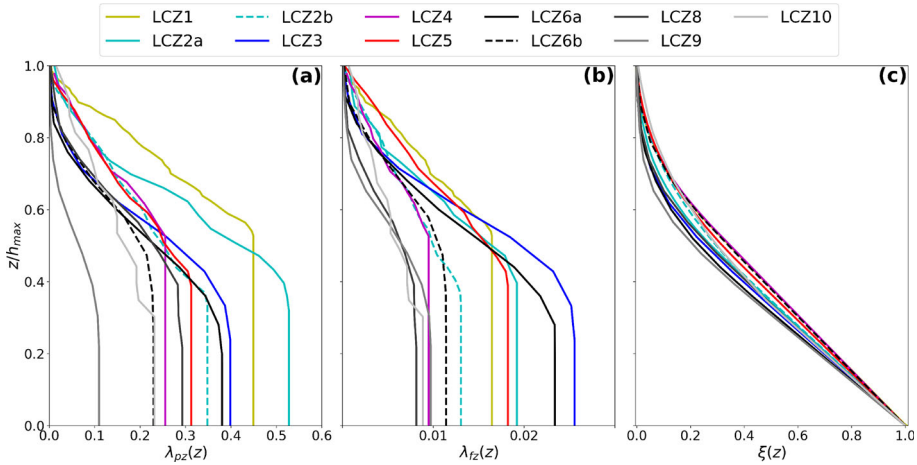 LCZ1 LCZ2b LCZ4 LCZ6a LCZ8 LCZ10
LCZ2a LCZ3 LCZ5 LCZ6b LCZ9
(a) (b) (c)
z/h_max
1.0
0.8
0.6
0.4
0.2
0.0
0.0 0.1 0.2 0.3 0.4 0.5 0.6
λ_pz(z)
0.01 0.02
λ_fz(z)
0.0 0.2 0.4 0.6 0.8 1.0
ξ(z)